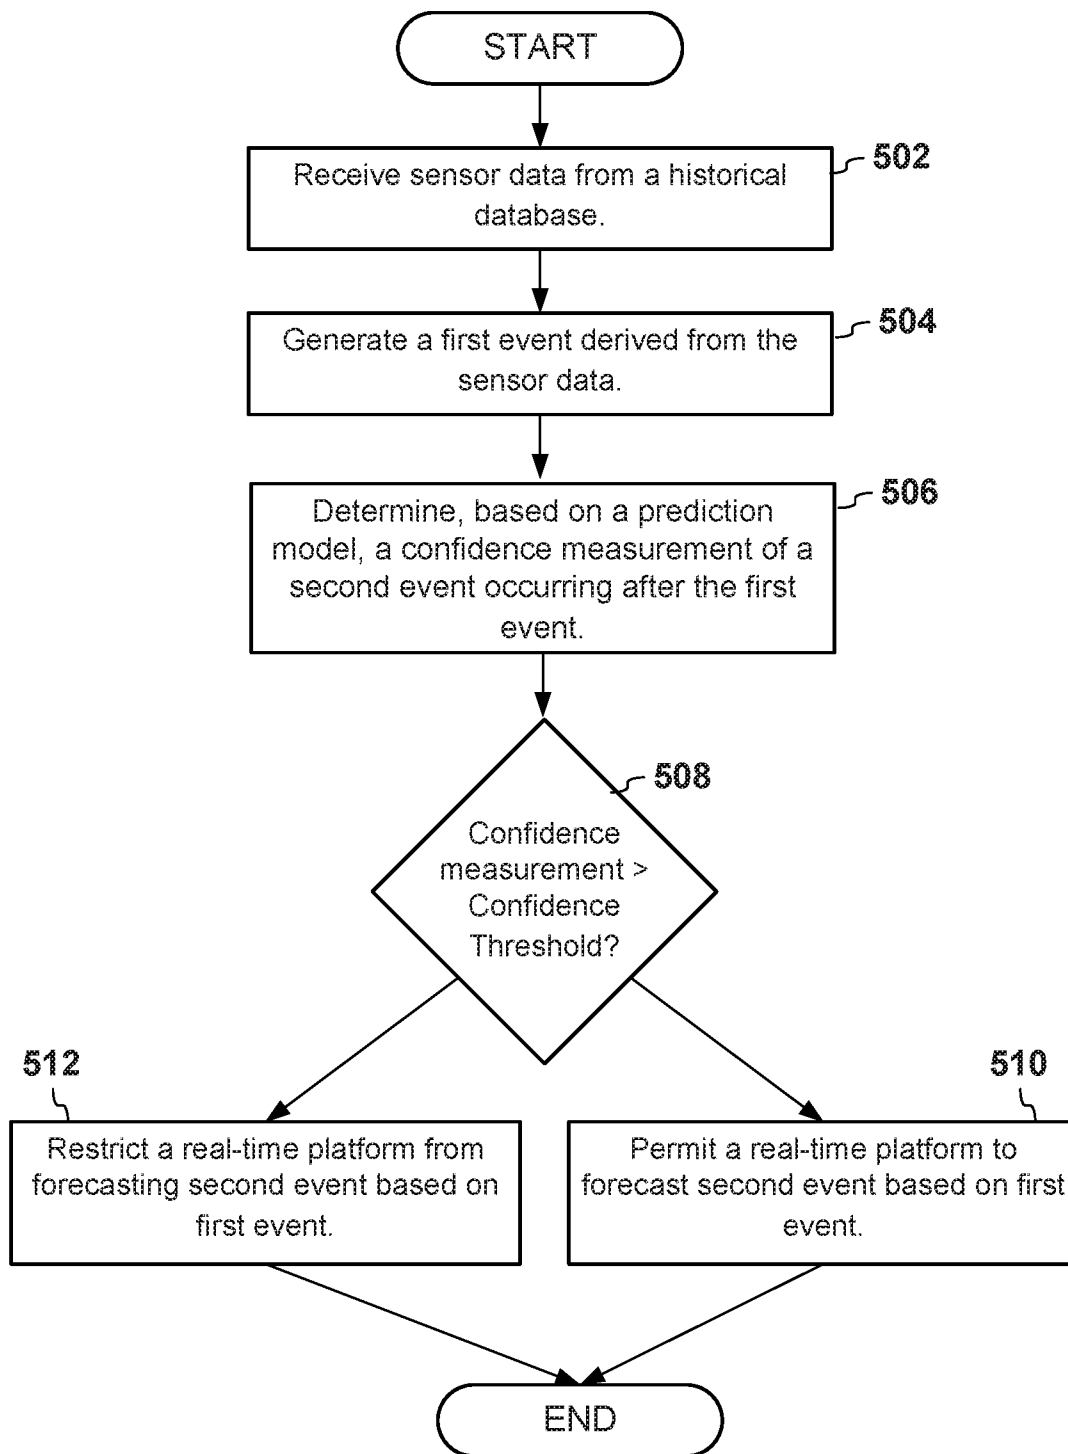 START
502
Receive sensor data from a historical
database.
504
Generate a first event derived from the
sensor data.
506
Determine, based on a prediction
model, a confidence measurement of a
second event occurring after the first
event.
508
Confidence
measurement >
Confidence
Threshold?
512
Restrict a real-time platform from
forecasting second event based on
first event.
510
Permit a real-time platform to
forecast second event based on first
event.
END